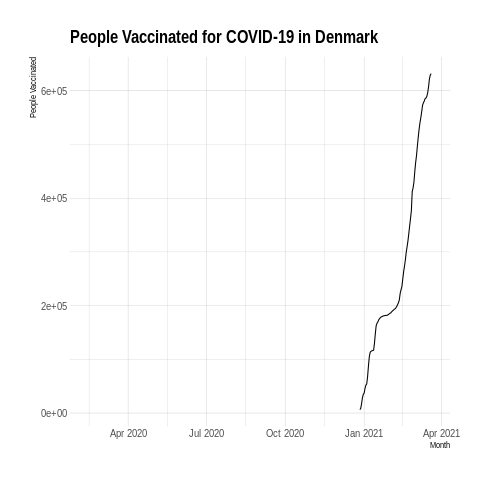 People Vaccinated for COVID-19 in Denmark
People Vaccinated
6e+05
4e+05
2e+05
0e+00
Apr 2020 Jul 2020 Oct 2020 Jan 2021 Apr 2021
Month